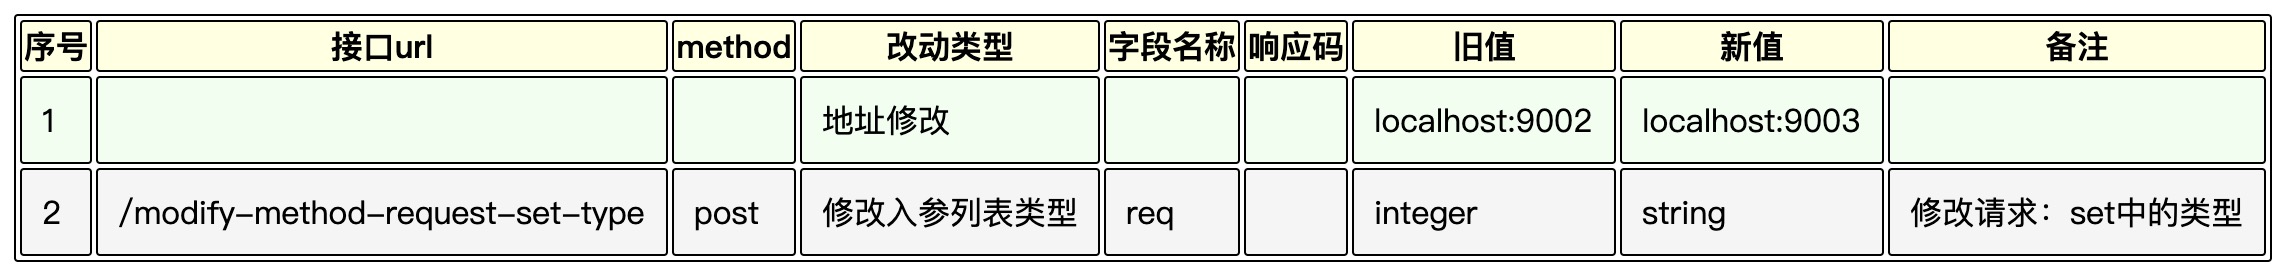 序号 接口url method 改动类型 字段名称 响应码 旧值 新值 备注
1 地址修改 localhost:9002 localhost:9003
2 /modify-method-request-set-type post 修改入参列表类型 req integer string 修改请求：set中的类型